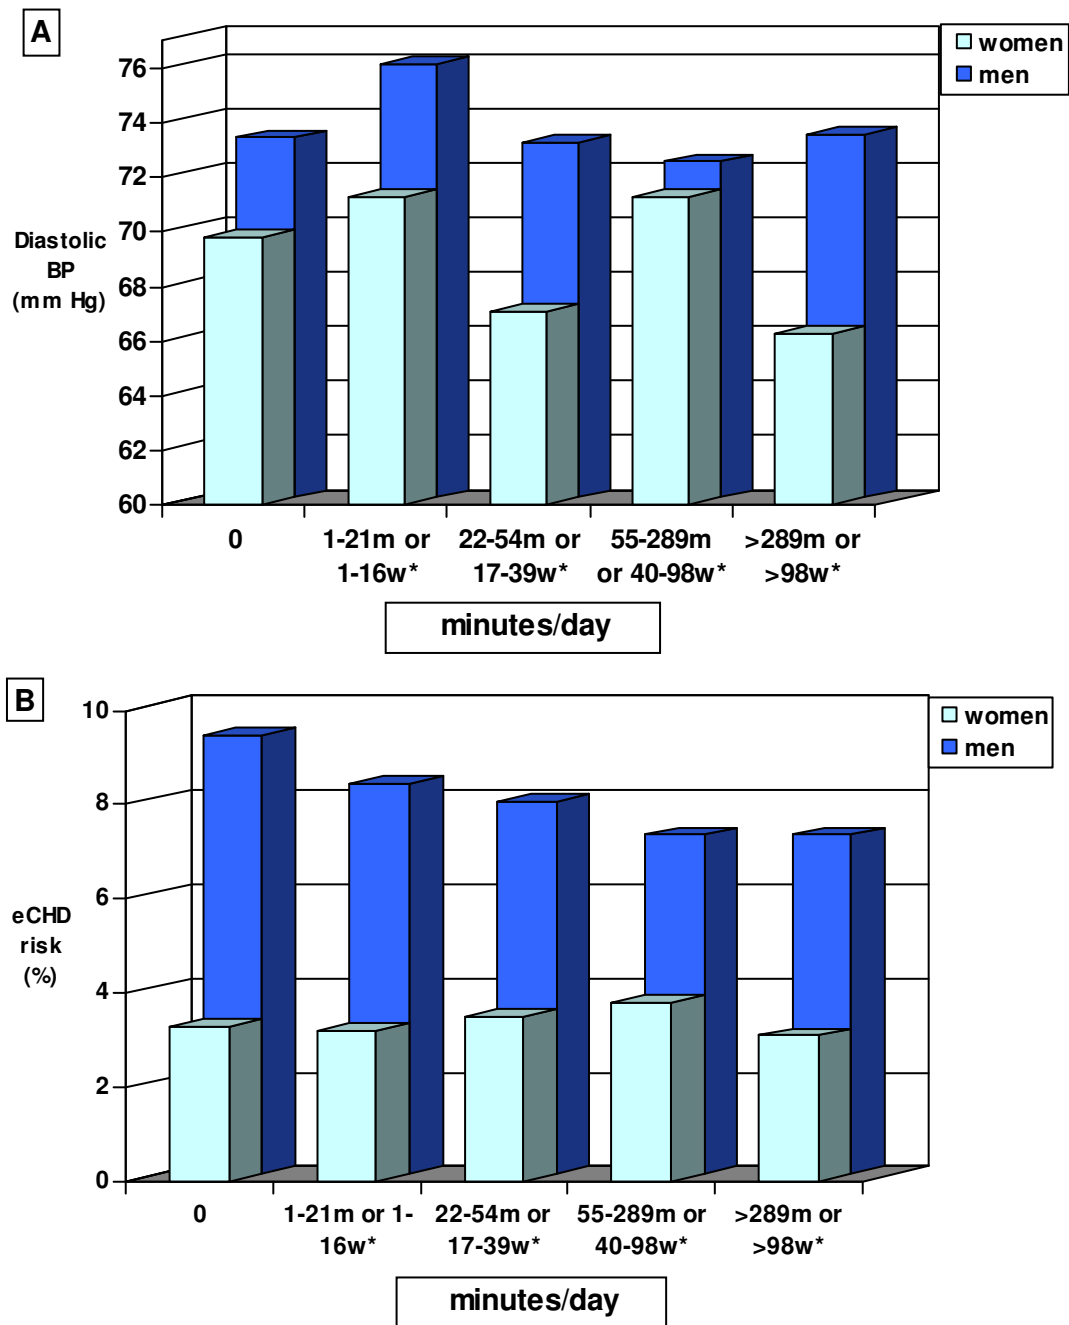 A
women
men
76
74
72
70
68
66
64
62
60
Diastolic
BP
(mm Hg)
0
1-21m or
1-16w*
22-54m or
17-39w*
55-289m
or 40-98w*
>289m or
>98w*
minutes/day
B
women
men
10
8
6
4
2
0
eCHD
risk
(%)
0
1-21m or 1-
16w*
22-54m or
17-39w*
55-289m or
40-98w*
>289m or
>98w*
minutes/day